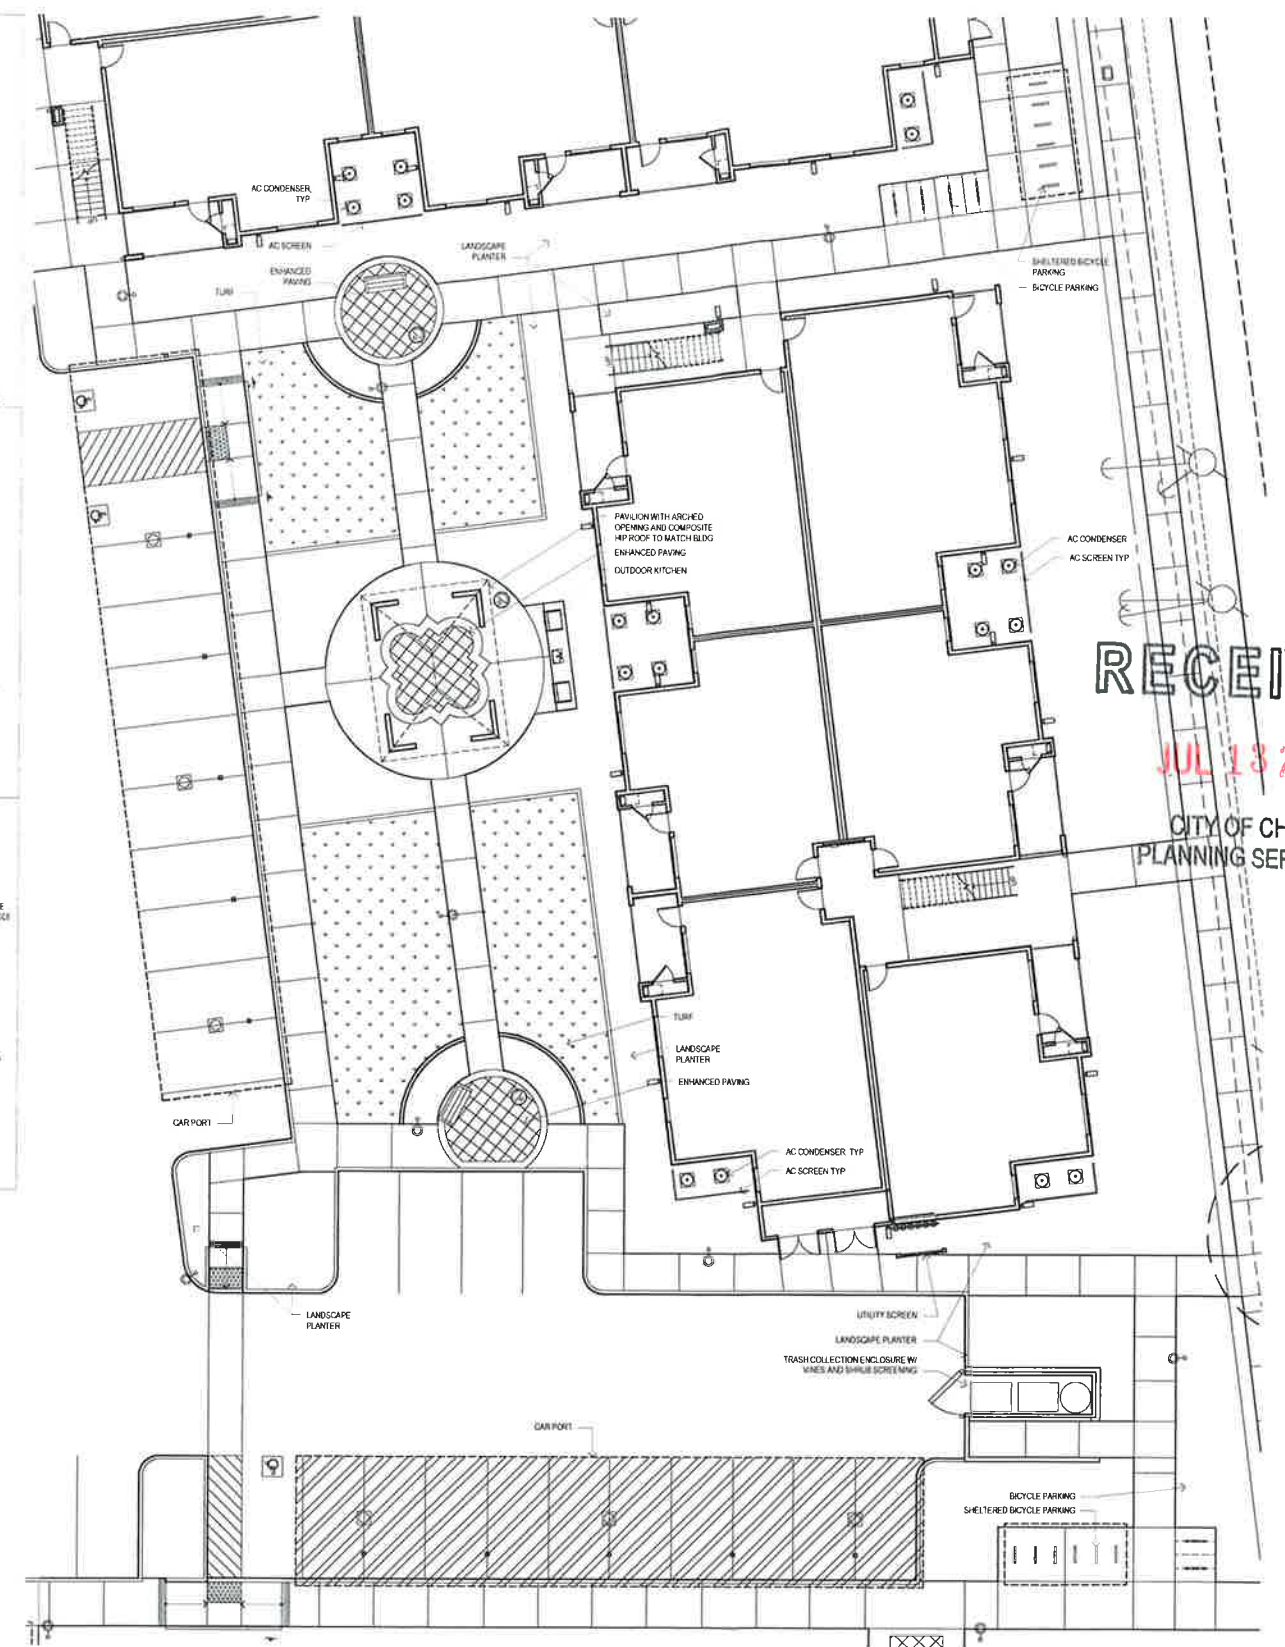 AC CONDENSER,
TYP
AC SCREEN
LANDSCAPE
PLANTER
ENHANCED
PAVING
TURF
SHELTERED BICYCLE
PARKING
BICYCLE PARKING
PAVILION WITH ARCHED
OPENING AND COMPOSITE
HIP ROOF TO MATCH BLDG
ENHANCED PAVING
OUTDOOR KITCHEN
AC CONDENSER
AC SCREEN TYP
RECEI
JUL 13
CITY OF CH
PLANNING SER
TURF
LANDSCAPE
PLANTER
ENHANCED PAVING
CAR PORT
AC CONDENSER TYP
AC SCREEN TYP
LANDSCAPE
PLANTER
UTILITY SCREEN
LANDSCAPE PLANTER
TRASH COLLECTION ENCLOSURE W/
VINES AND SHRUB SCREENING
CAR PORT
BICYCLE PARKING
SHELTERED BICYCLE PARKING